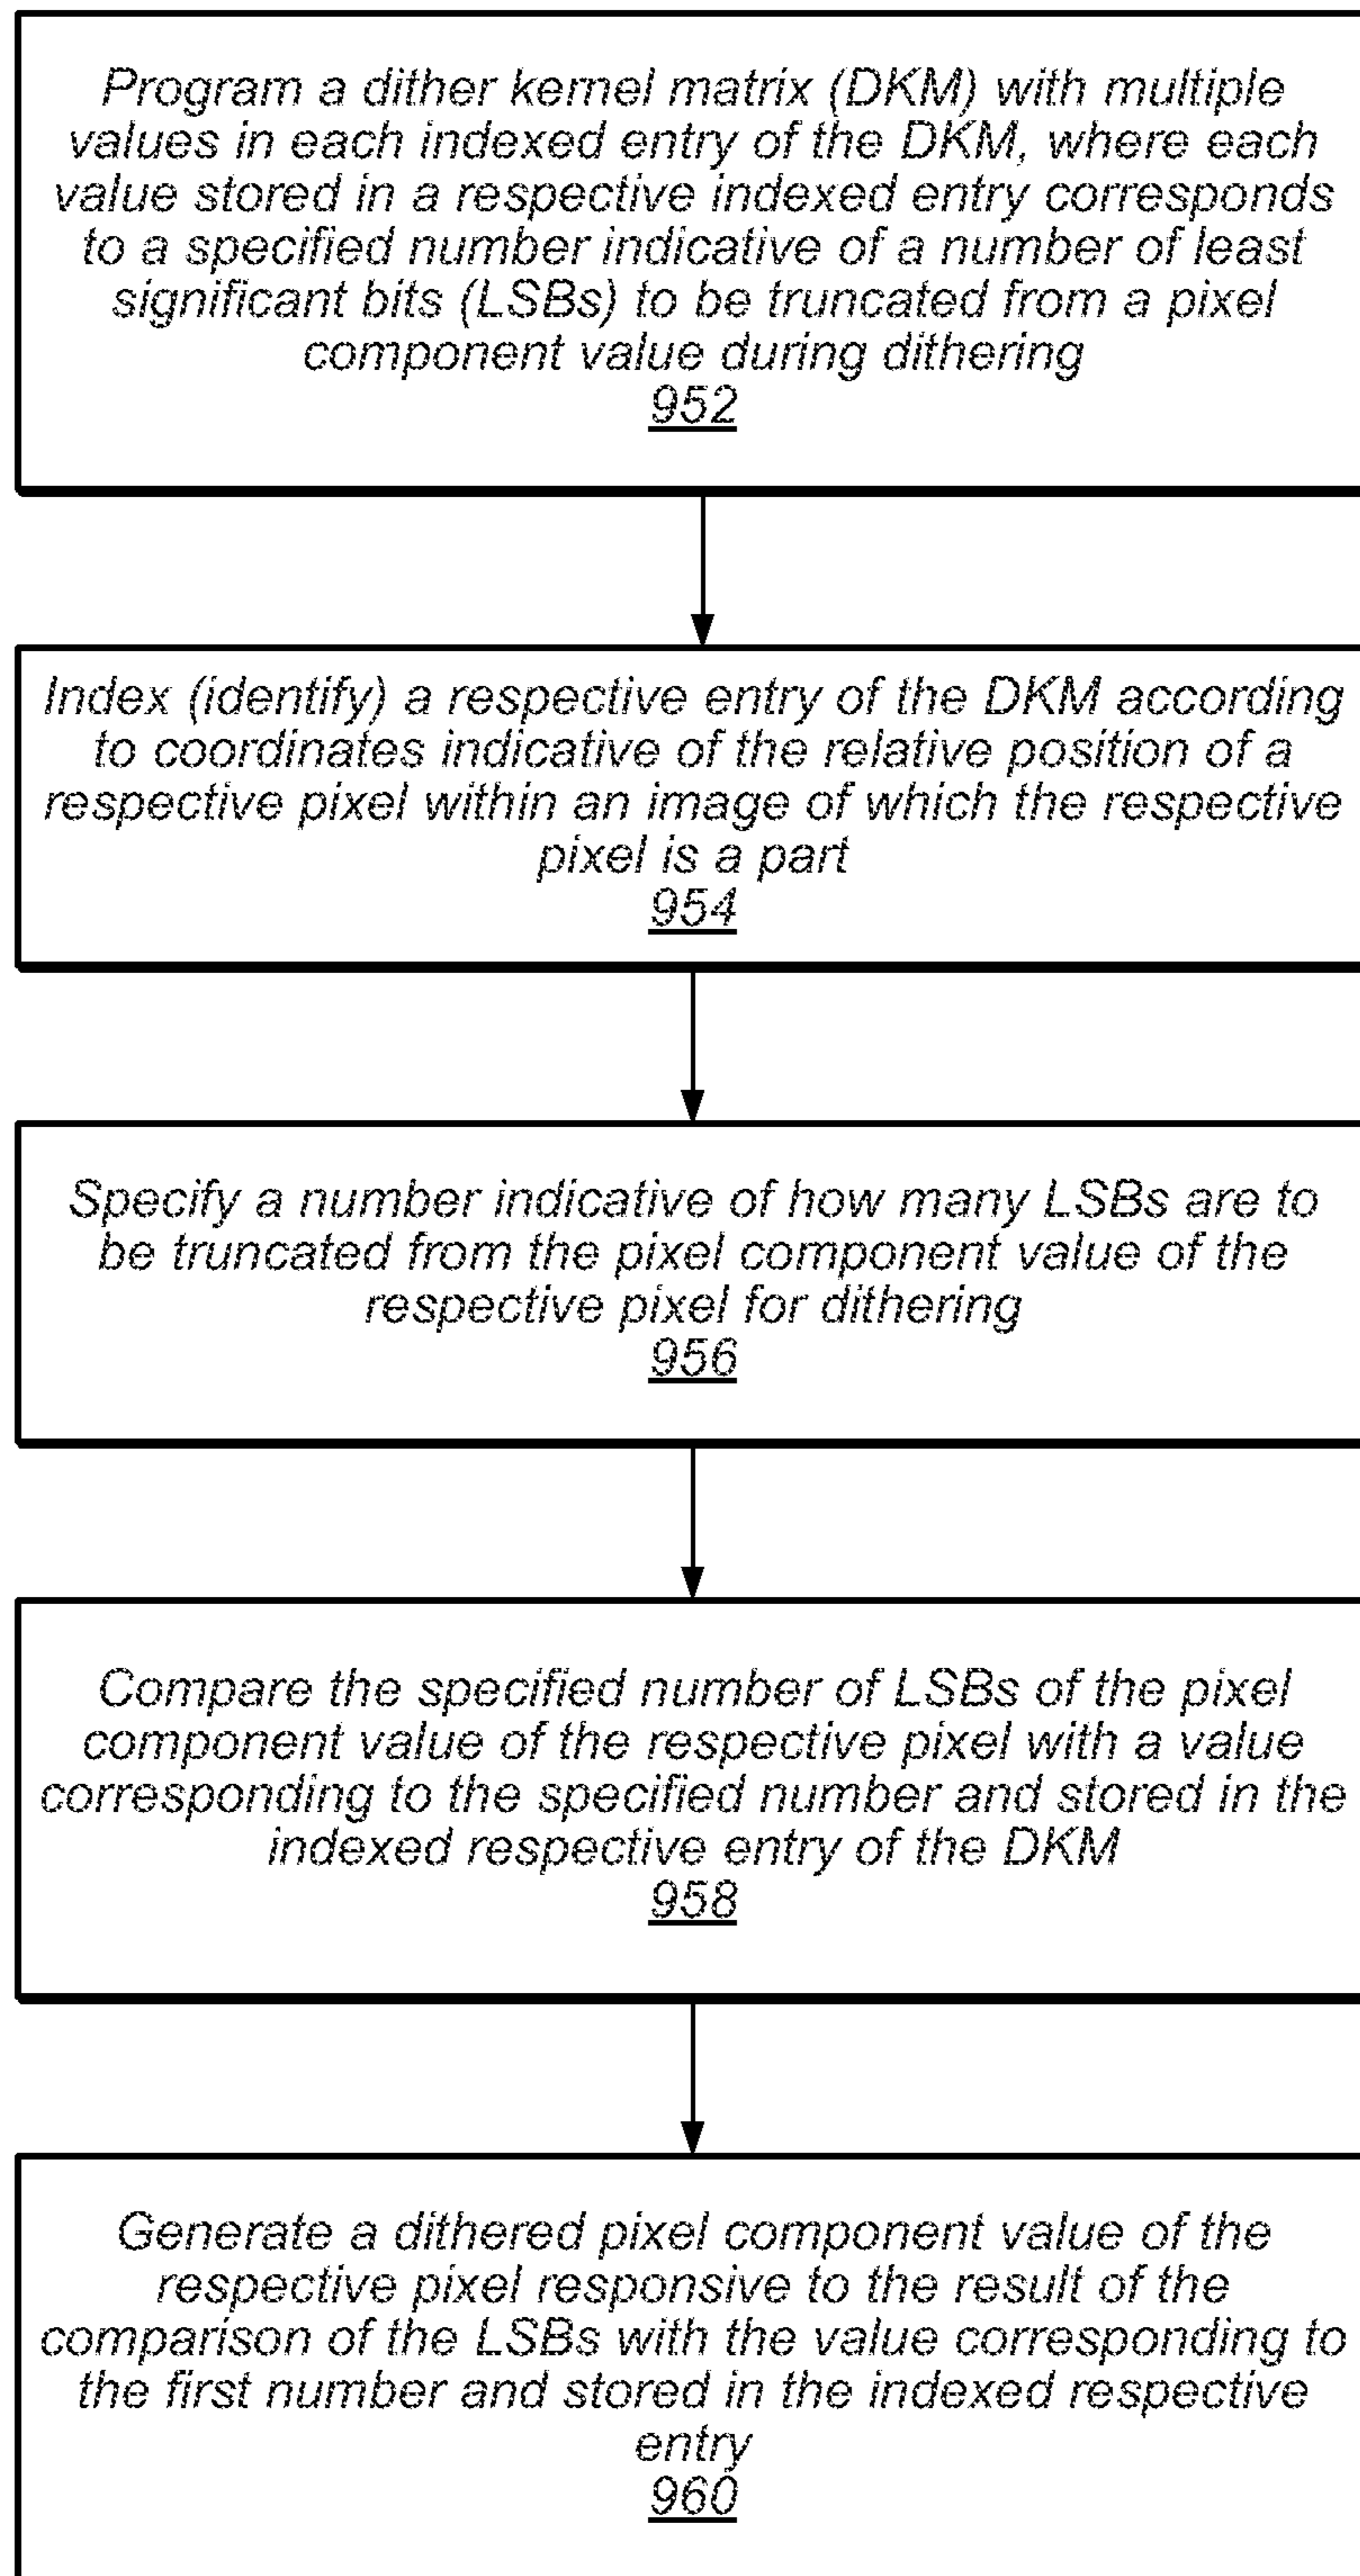 Program a dither kernel matrix (DKM) with multiple
values in each indexed entry of the DKM, where each
value stored in a respective indexed entry corresponds
to a specified number indicative of a number of least
significant bits (LSBs) to be truncated from a pixel
component value during dithering
952
Index (identify) a respective entry of the DKM according
to coordinates indicative of the relative position of a
respective pixel within an image of which the respective
pixel is a part
954
Specify a number indicative of how many LSBs are to
be truncated from the pixel component value of the
respective pixel for dithering
956
Compare the specified number of LSBs of the pixel
component value of the respective pixel with a value
corresponding to the specified number and stored in the
indexed respective entry of the DKM
958
Generate a dithered pixel component value of the
respective pixel responsive to the result of the
comparison of the LSBs with the value corresponding to
the first number and stored in the indexed respective
entry
960